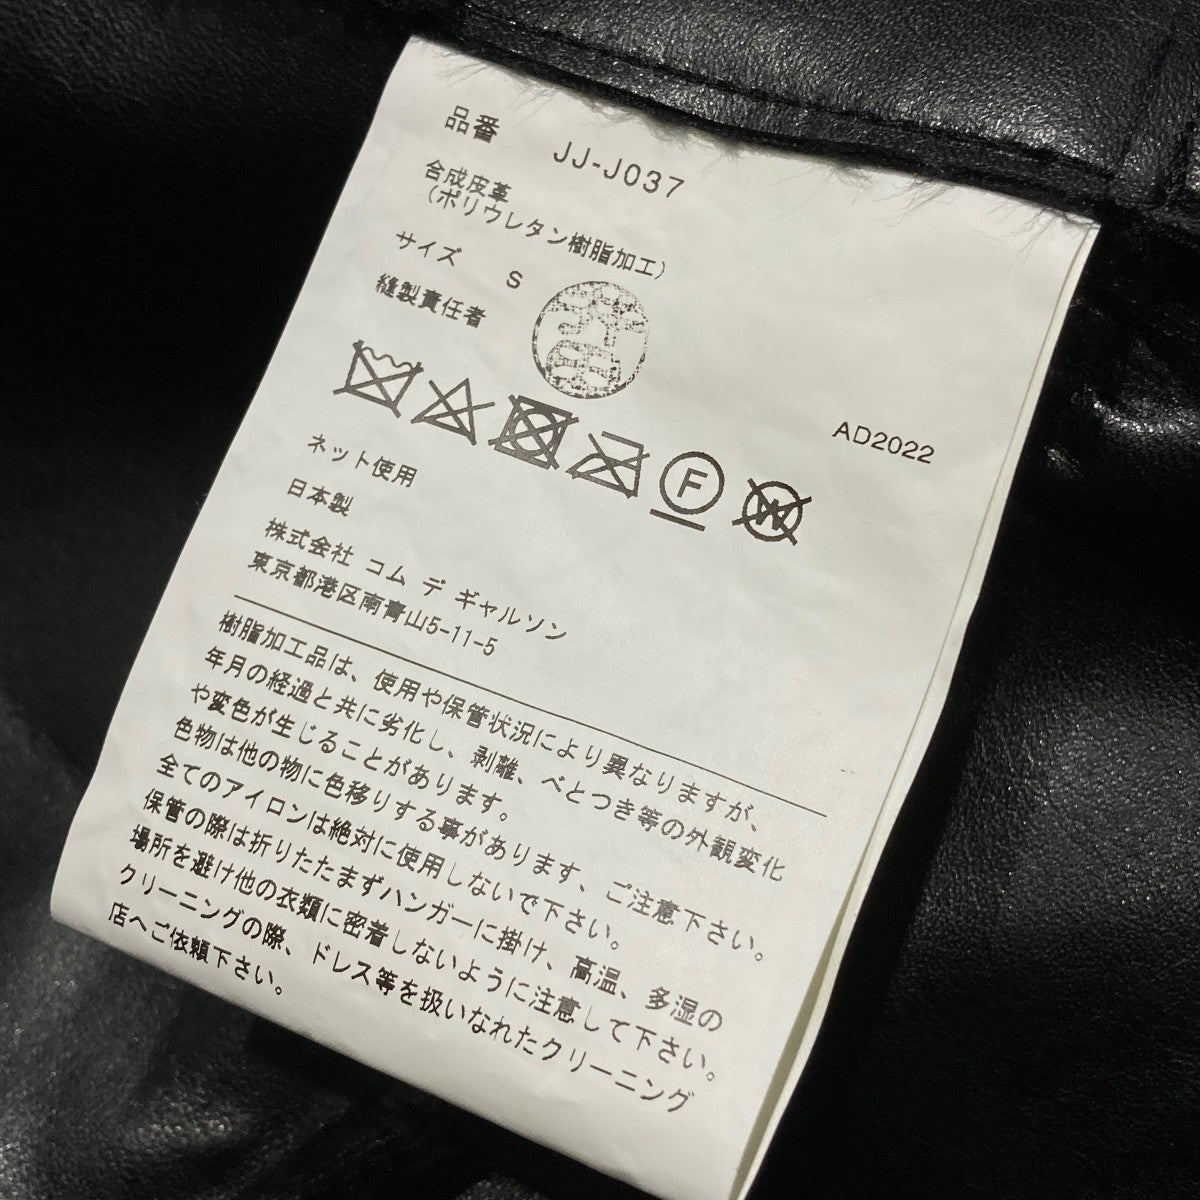 品番 JJ-J037
合成皮革
(ポリウレタン樹脂加工)
サイズ S
縫製責任者
F
W
AD2022
ネット使用
日本製
株式会社 コム デ ギャルソン
東京都港区南青山5-11-5
樹脂加工品は、使用や保管状況により異なりますが、
年月の経過と共に劣化し、剥離、べとつき等の外観変化
や変色が生じることがあります。
色物は他の物に色移りする事があります、ご注意下さい。
全てのアイロンは絶対に使用しないで下さい。
保管の際は折りたたまずハンガーに掛け、高温、多湿の
場所を避け他の衣類に密着しないように注意して下さい。
クリーニングの際、ドレス等を扱いなれたクリーニング
店へご依頼下さい。